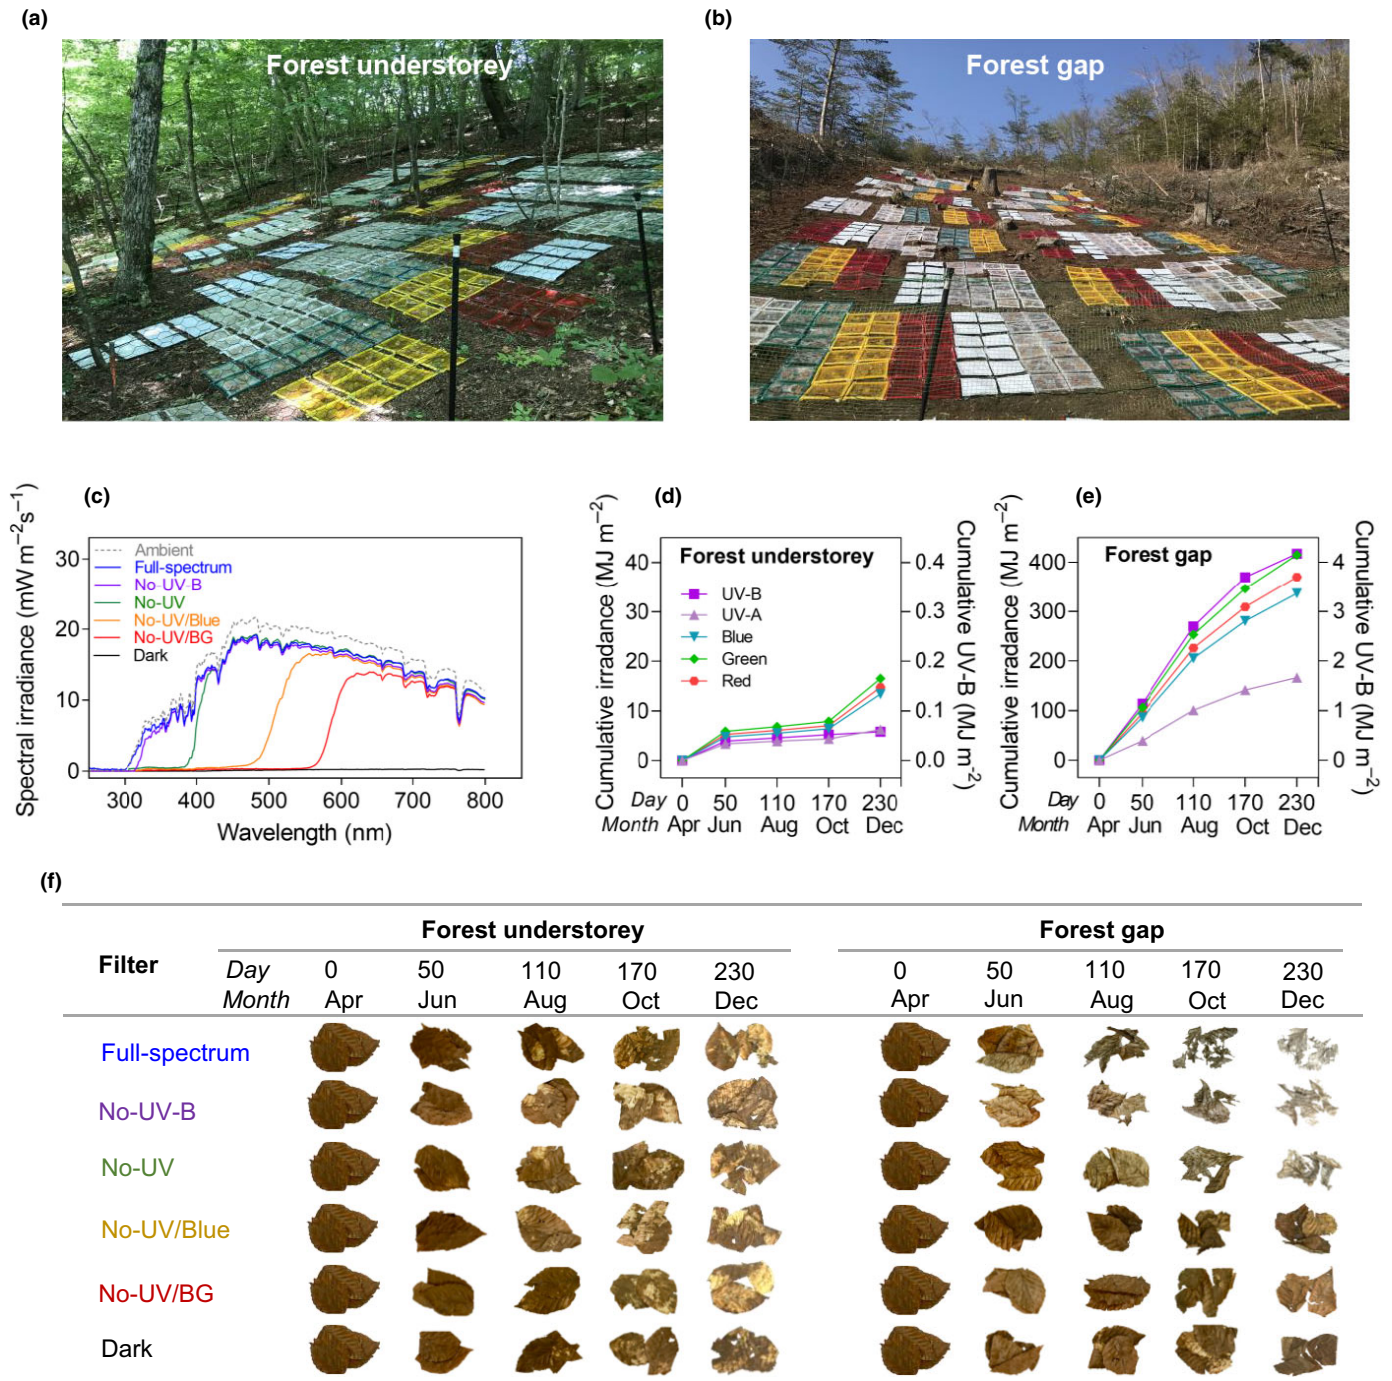 (a)
Forest understorey
(b)
Forest gap
(c)
Spectral irradiance (mW m−2 s−1)
30
20
10
0
Ambient
Full-spectrum
No-UV-B
No-UV
No-UV/Blue
No-UV/BG
Dark
300 400 500 600 700 800
Wavelength (nm)
(d)
Cumulative irradance (MJ m−2)
40
30
20
10
0
Forest understorey
UV-B
UV-A
Blue
Green
Red
0.4
0.3
0.2
0.1
0.0
Cumulative UV-B (MJ m-2)
Day 0 50 110 170 230
Month Apr Jun Aug Oct Dec
(e)
Cumulative irradance (MJ m−2)
400
300
200
100
0
Forest gap
4
3
2
1
0
Cumulative UV-B (MJ m−2)
Day 0 50 110 170 230
Month Apr Jun Aug Oct Dec
(f)
Forest understorey Forest gap
Filter Day 0 50 110 170 230 0 50 110 170 230
Month Apr Jun Aug Oct Dec Apr Jun Aug Oct Dec
Full-spectrum
No-UV-B
No-UV
No-UV/Blue
No-UV/BG
Dark